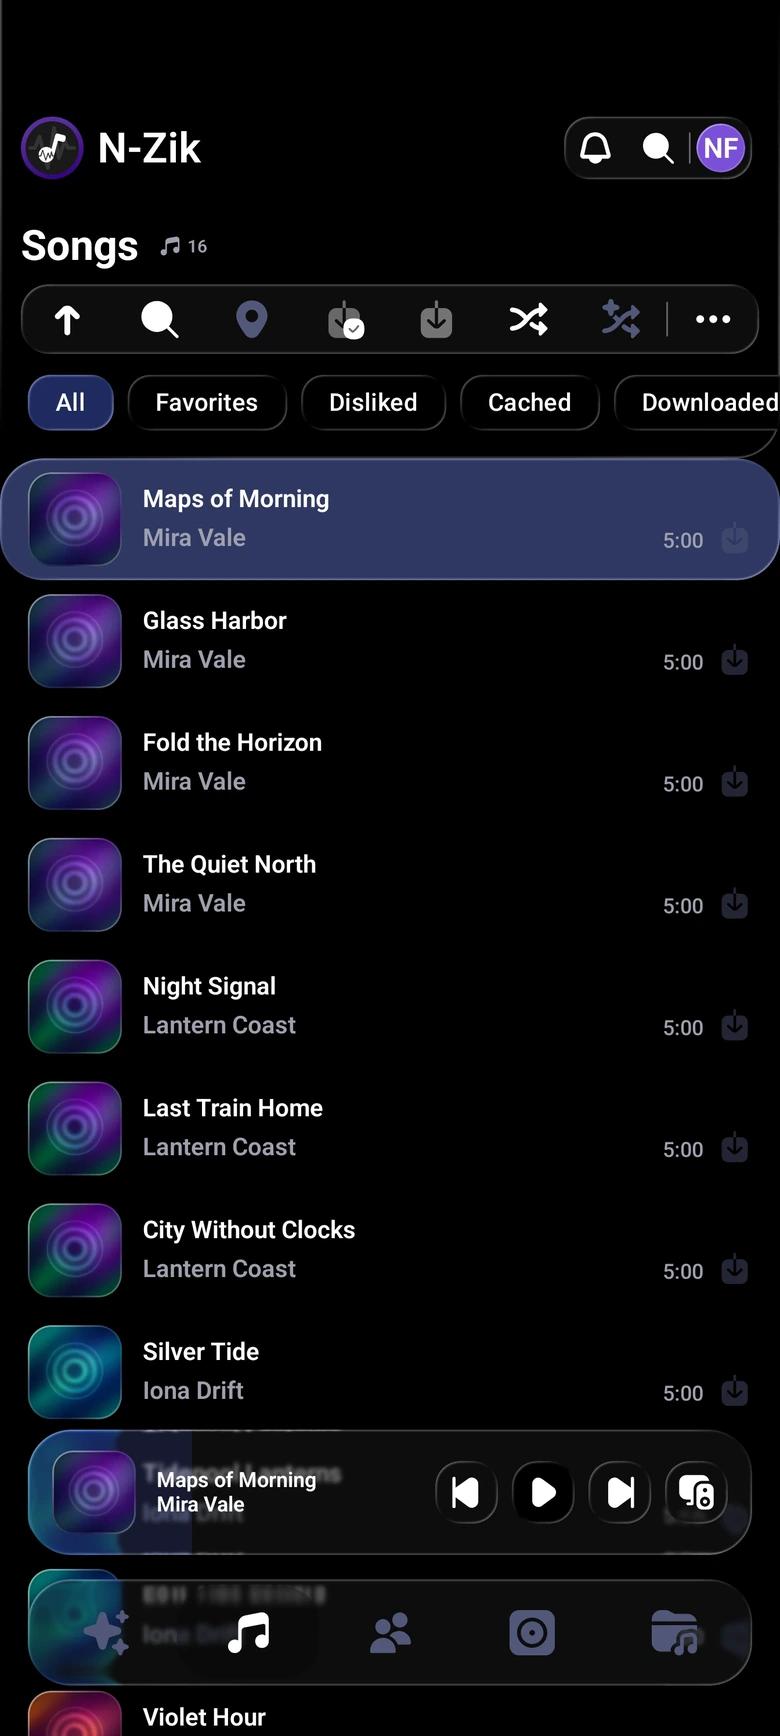 N-Zik
NF
Songs
16
All
Favorites
Disliked
Cached
Downloaded
Maps of Morning
Mira Vale
5:00
Glass Harbor
Mira Vale
5:00
Fold the Horizon
Mira Vale
5:00
The Quiet North
Mira Vale
5:00
Night Signal
Lantern Coast
5:00
Last Train Home
Lantern Coast
5:00
City Without Clocks
Lantern Coast
5:00
Silver Tide
Iona Drift
5:00
Maps of Morning
Mira Vale
Violet Hour